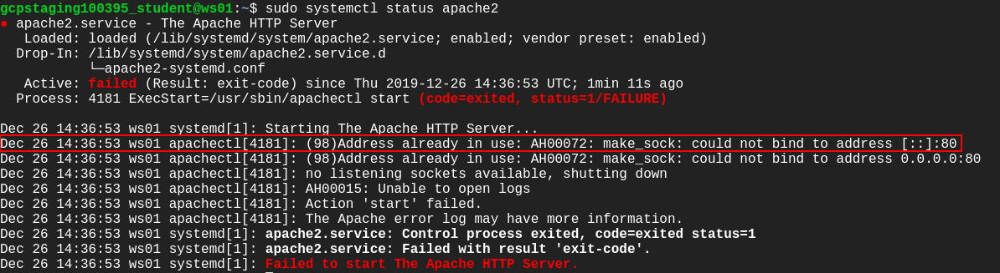 gcpstaging100395_student@ws01:~$ sudo systemctl status apache2
● apache2.service - The Apache HTTP Server
   Loaded: loaded (/lib/systemd/system/apache2.service; enabled; vendor preset: enabled)
  Drop-In: /lib/systemd/system/apache2.service.d
           └─apache2-systemd.conf
   Active: failed (Result: exit-code) since Thu 2019-12-26 14:36:53 UTC; 1min 11s ago
  Process: 4181 ExecStart=/usr/sbin/apachectl start (code=exited, status=1/FAILURE)
Dec 26 14:36:53 ws01 systemd[1]: Starting The Apache HTTP Server...
Dec 26 14:36:53 ws01 apachectl[4181]: (98)Address already in use: AH00072: make_sock: could not bind to address [::]:80
Dec 26 14:36:53 ws01 apachectl[4181]: (98)Address already in use: AH00072: make_sock: could not bind to address 0.0.0.0:80
Dec 26 14:36:53 ws01 apachectl[4181]: no listening sockets available, shutting down
Dec 26 14:36:53 ws01 apachectl[4181]: AH00015: Unable to open logs
Dec 26 14:36:53 ws01 apachectl[4181]: Action 'start' failed.
Dec 26 14:36:53 ws01 apachectl[4181]: The Apache error log may have more information.
Dec 26 14:36:53 ws01 systemd[1]: apache2.service: Control process exited, code=exited status=1
Dec 26 14:36:53 ws01 systemd[1]: apache2.service: Failed with result 'exit-code'.
Dec 26 14:36:53 ws01 systemd[1]: Failed to start The Apache HTTP Server.